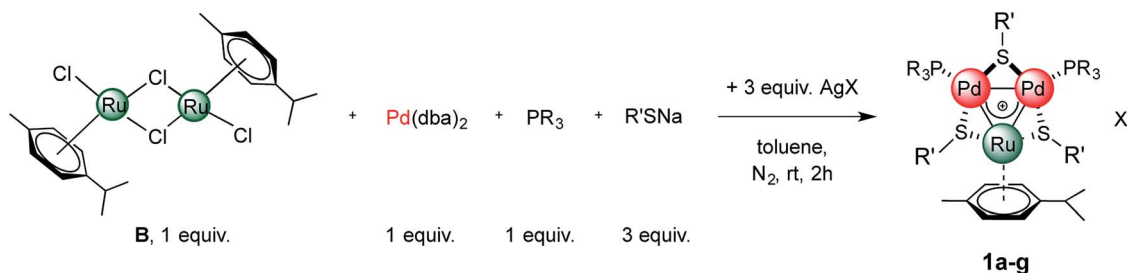 Cl
Cl
Ru
Ru
Cl
Cl
+ Pd(dba)2 + PR3 + R'SNa
+ 3 equiv. AgX
toluene,
N2, rt, 2h
R'
S
R3P
PR3
Pd
Pd
+
S
S
R'
Ru
R'
X
B, 1 equiv.
1 equiv.
1 equiv.
3 equiv.
1a-g